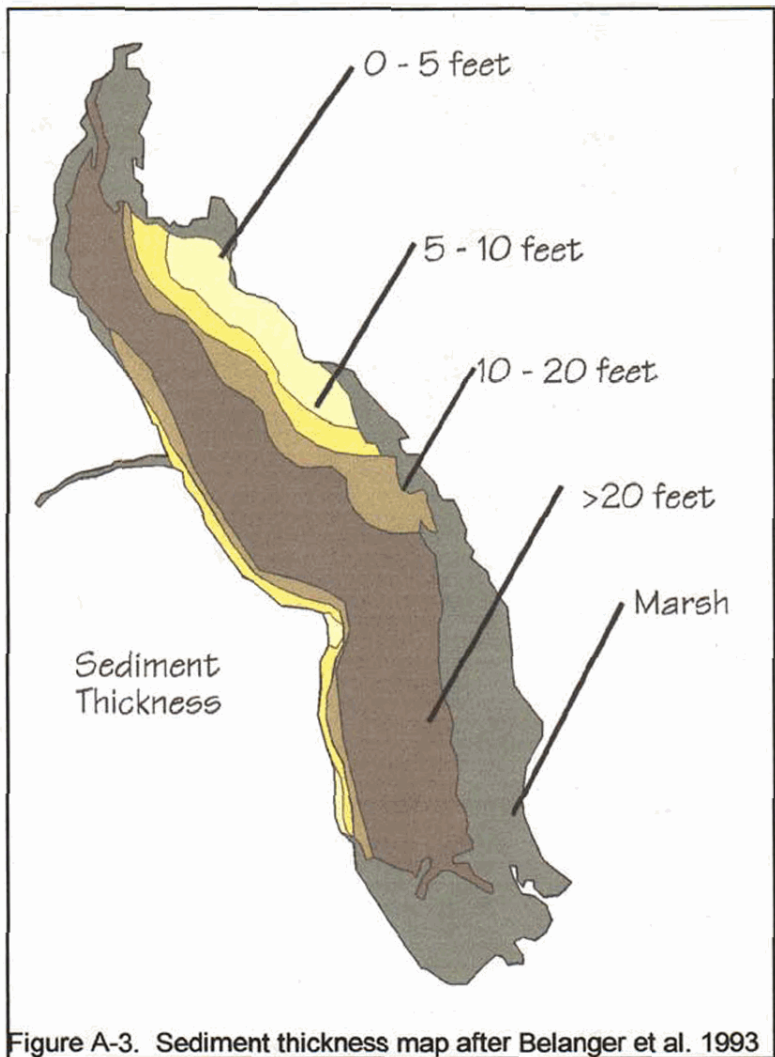 0 - 5 feet
5 - 10 feet
10 - 20 feet
>20 feet
Marsh
Sediment
Thickness
Figure A-3. Sediment thickness map after Belanger et al. 1993